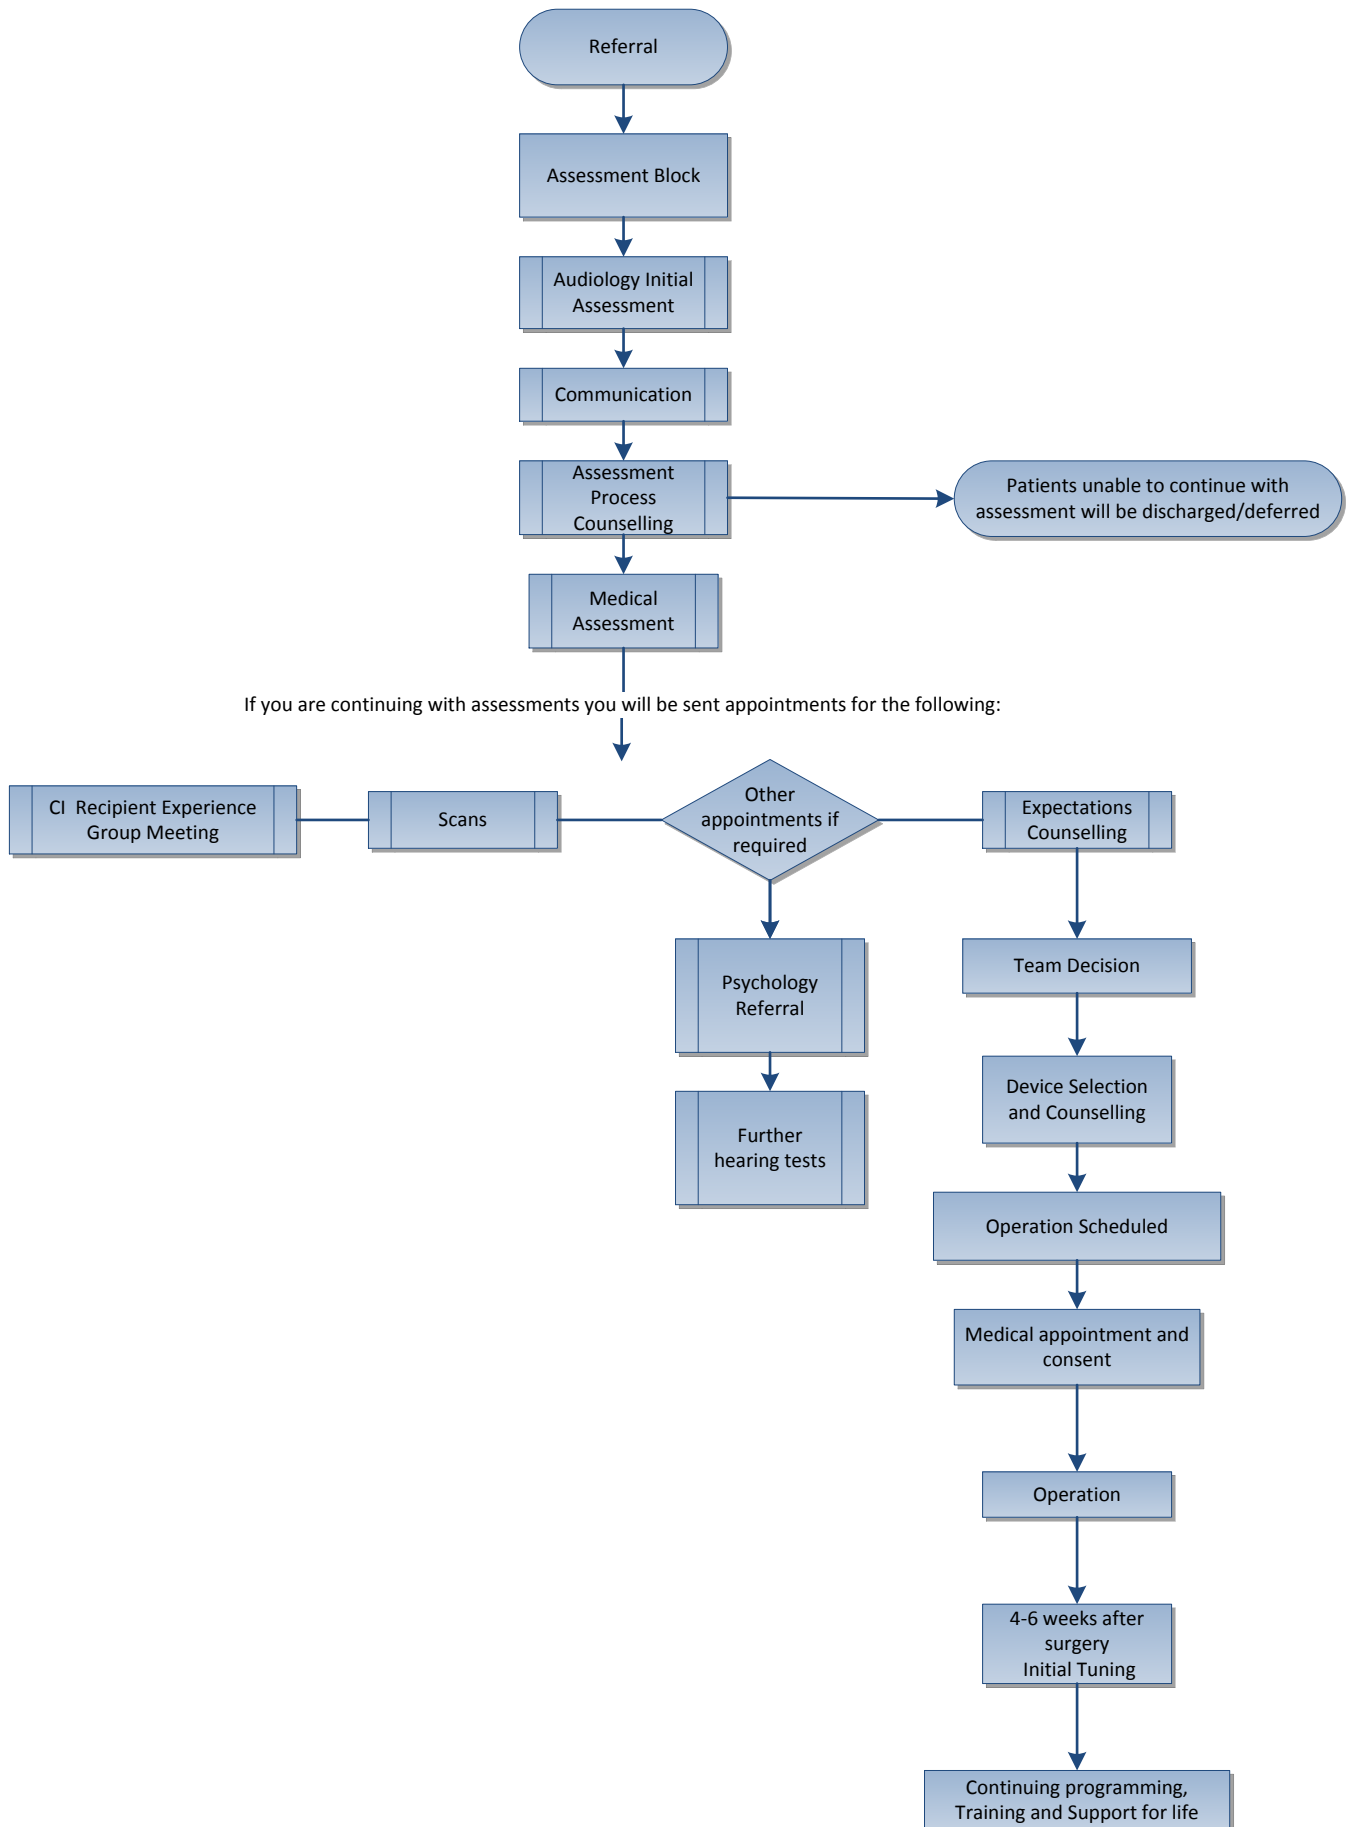 Referral
Assessment Block
Audiology Initial
Assessment
Communication
Assessment
Process
Counselling
Patients unable to continue with
assessment will be discharged/deferred
Medical
Assessment
If you are continuing with assessments you will be sent appointments for the following:
CI Recipient Experience
Group Meeting
Scans
Other
appointments if
required
Expectations
Counselling
Psychology
Referral
Further
hearing tests
Team Decision
Device Selection
and Counselling
Operation Scheduled
Medical appointment and
consent
Operation
4-6 weeks after
surgery
Initial Tuning
Continuing programming,
Training and Support for life